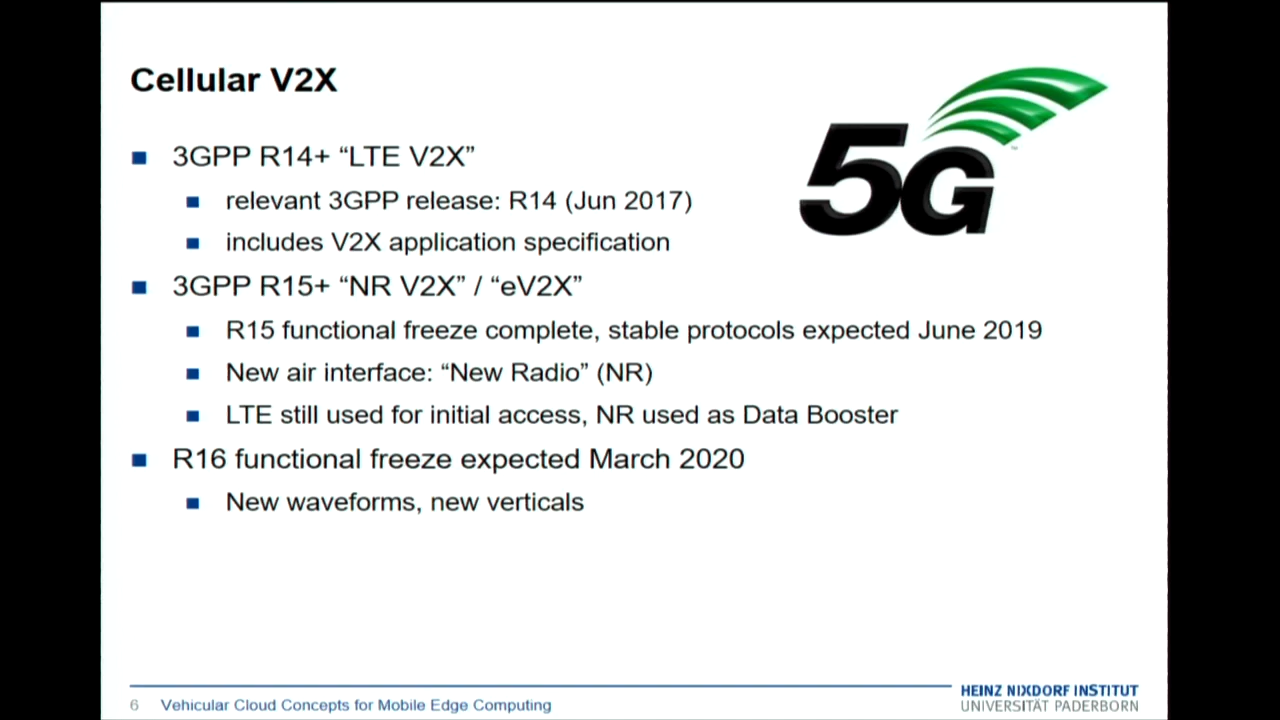 Cellular V2X
5G
3GPP R14+ “LTE V2X”
relevant 3GPP release: R14 (Jun 2017)
includes V2X application specification
3GPP R15+ “NR V2X” / “eV2X”
R15 functional freeze complete, stable protocols expected June 2019
New air interface: “New Radio” (NR)
LTE still used for initial access, NR used as Data Booster
R16 functional freeze expected March 2020
New waveforms, new verticals
6 Vehicular Cloud Concepts for Mobile Edge Computing
HEINZ NIXDORF INSTITUT
UNIVERSITÄT PADERBORN